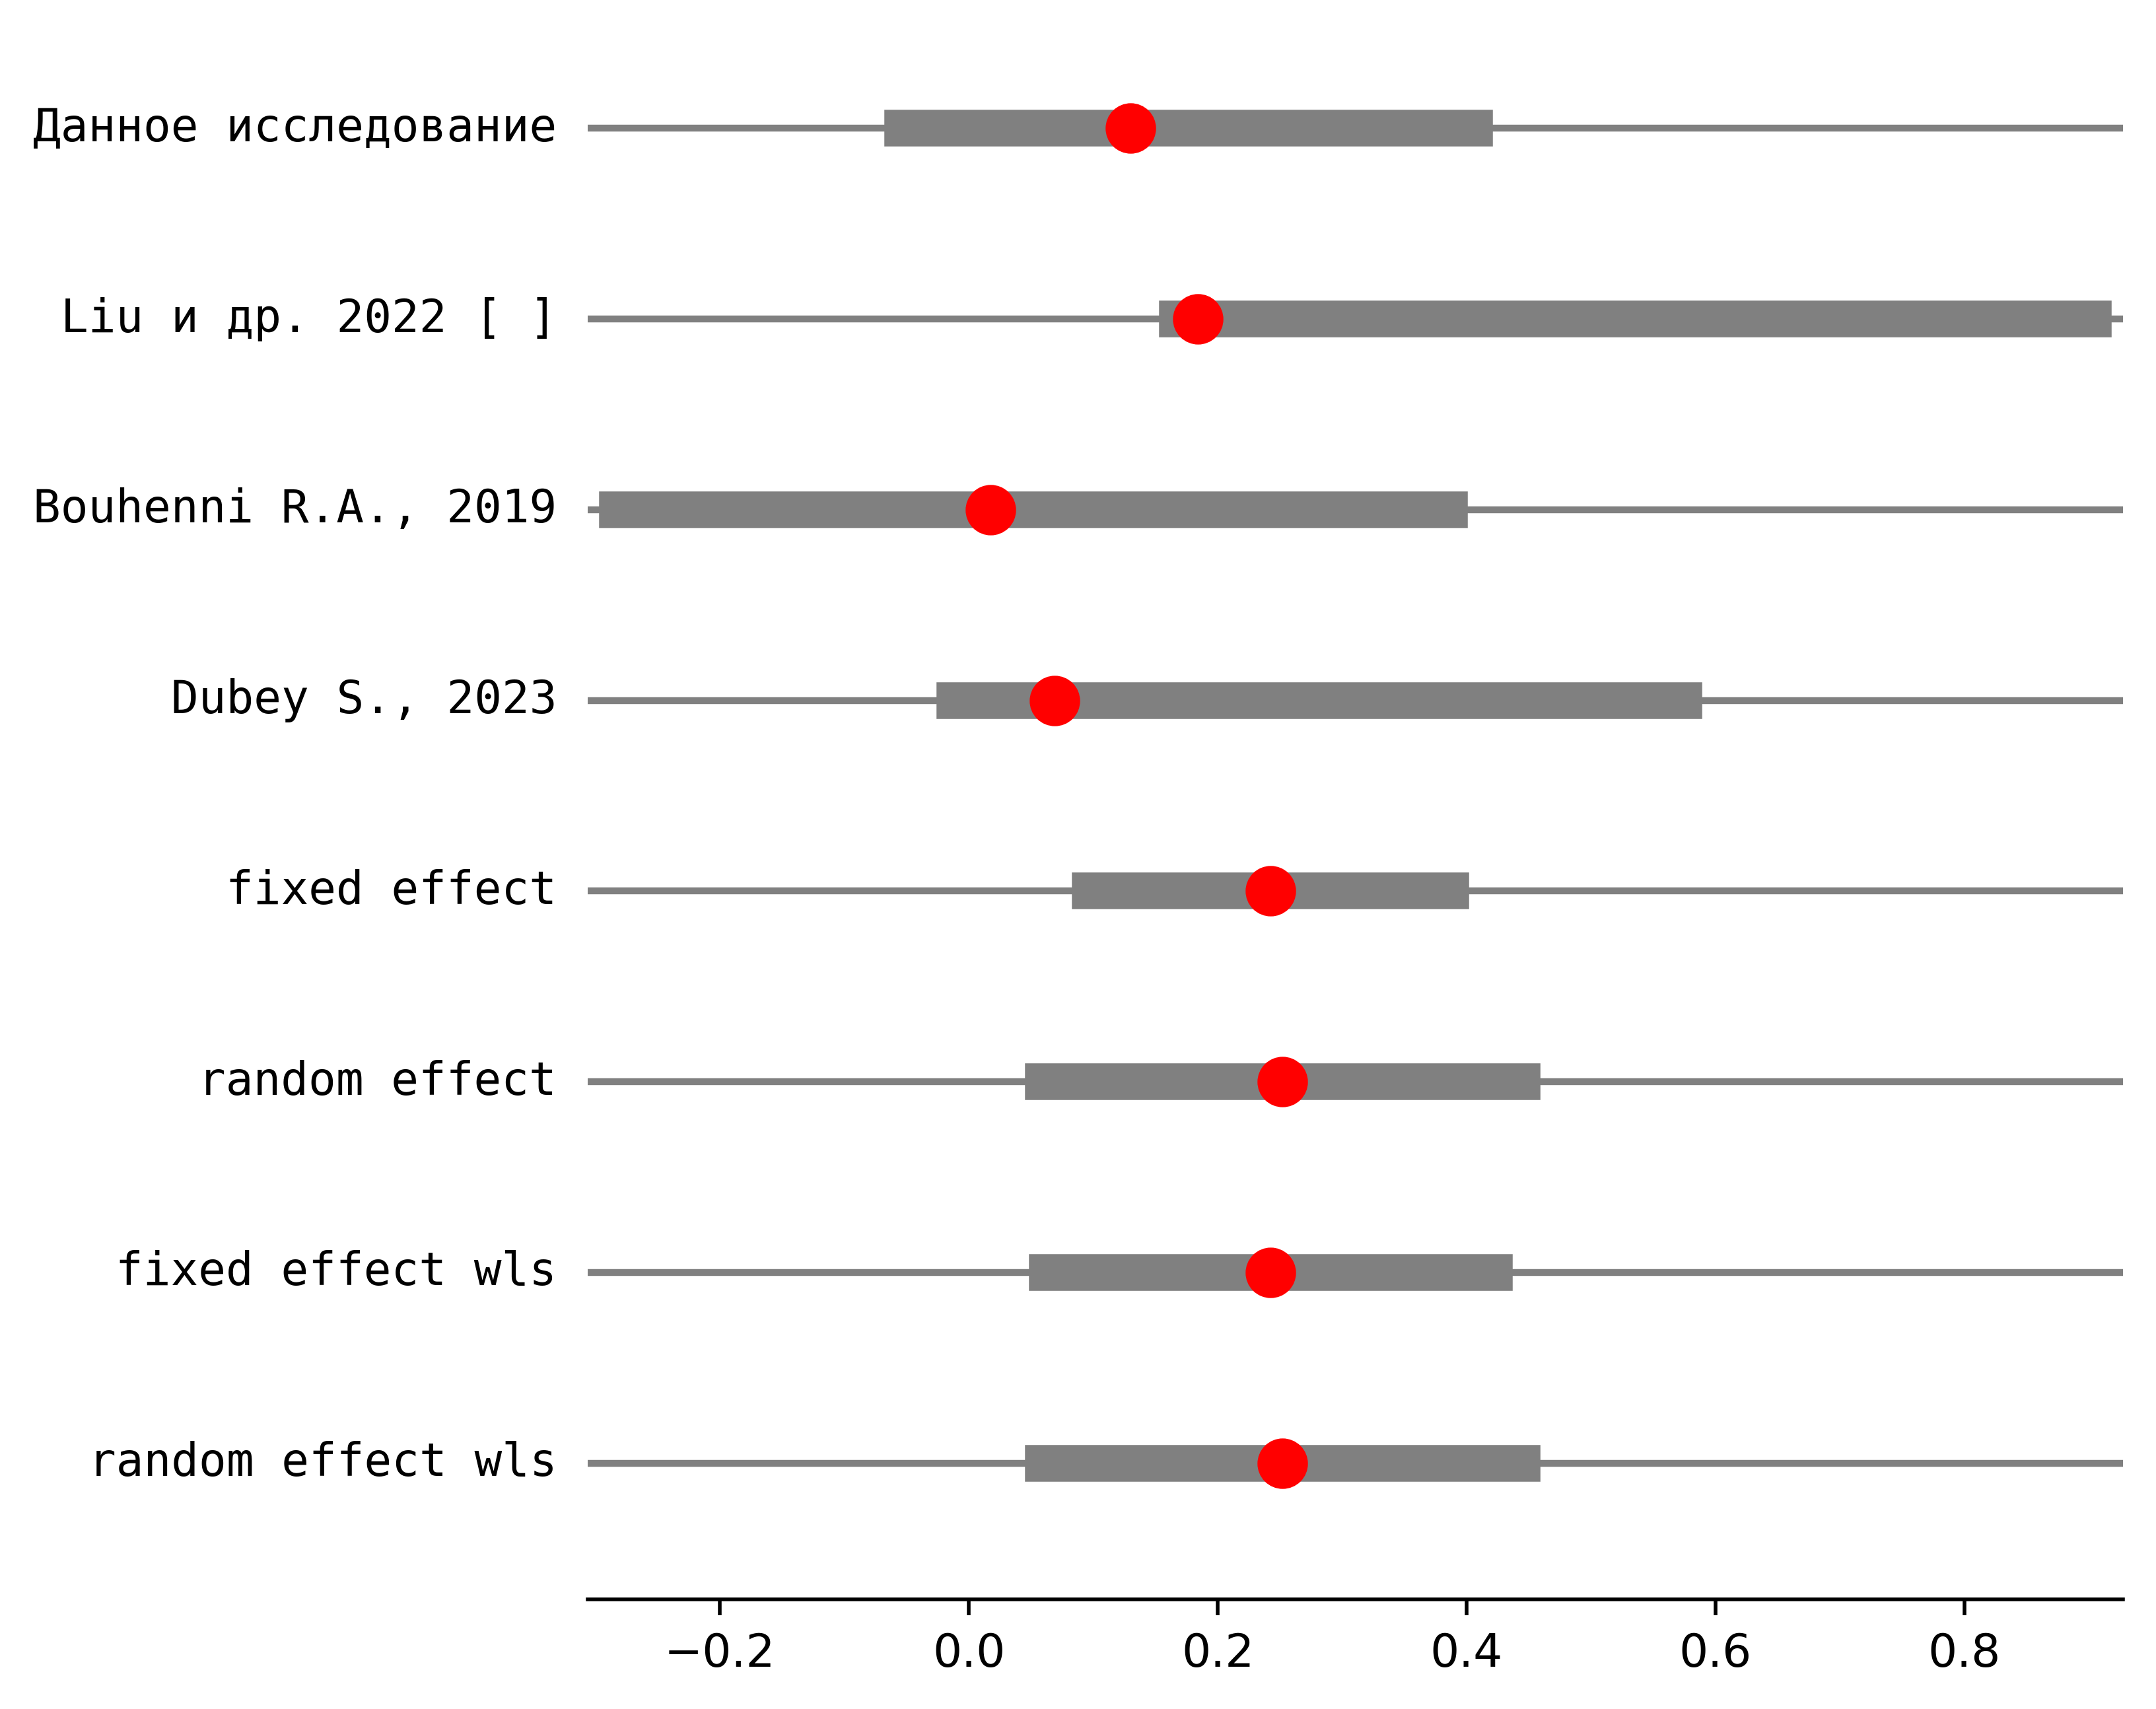 Данное исследование
Liu и др. 2022 [ ]
Bouhenni R.A., 2019
Dubey S., 2023
fixed effect
random effect
fixed effect wls
random effect wls
−0.2 0.0 0.2 0.4 0.6 0.8